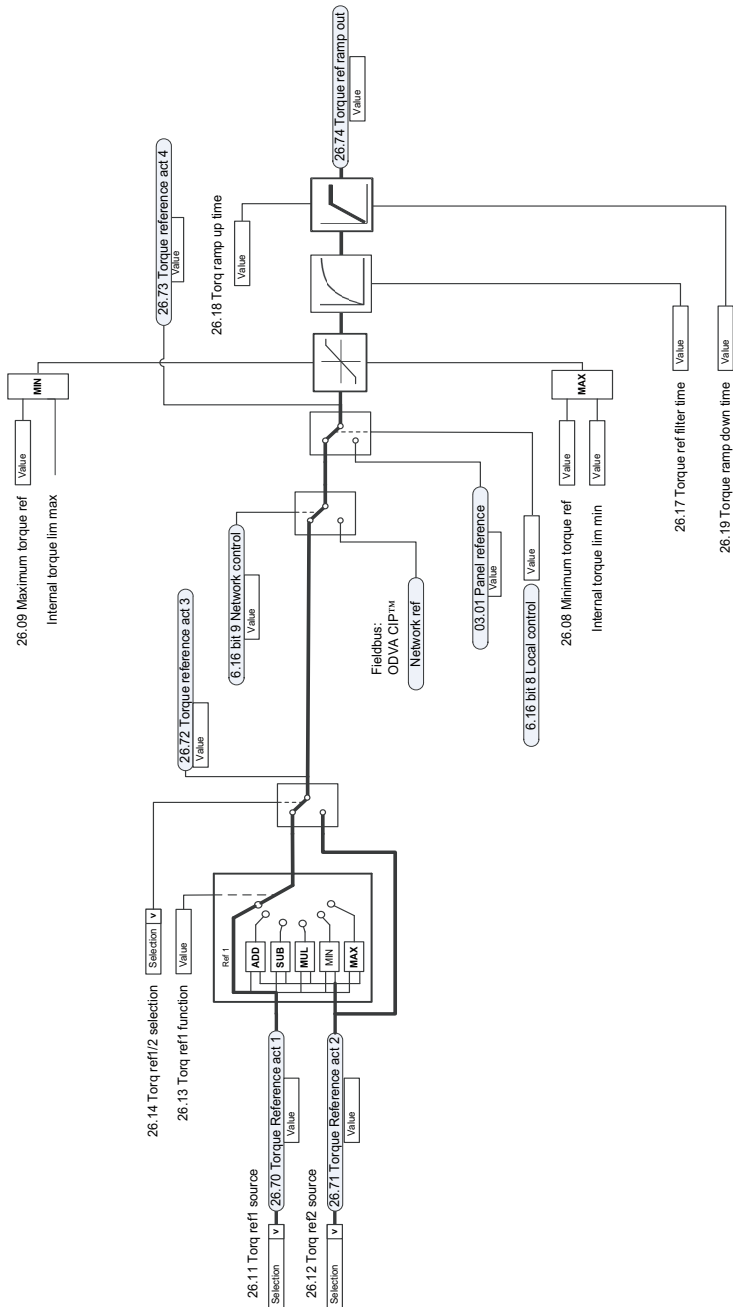 26.11 Torq ref1 source
Selection v
26.70 Torque Reference act 1
Value
26.12 Torq ref2 source
Selection v
26.71 Torque Reference act 2
Value
26.14 Torq ref1/2 selection
Selection v
26.13 Torq ref1 function
Value
Ref 1
ADD
SUB
MUL
MIN
MAX
26.72 Torque reference act 3
Value
6.16 bit 9 Network control
Value
Fieldbus:
ODVA CIP™
Network ref
03.01 Panel reference
Value
6.16 bit 8 Local control
Value
26.09 Maximum torque ref
Value
Internal torque lim max
MIN
26.73 Torque reference act 4
Value
26.08 Minimum torque ref
Value
Internal torque lim min
Value
MAX
26.18 Torq ramp up time
Value
26.17 Torque ref filter time
Value
26.19 Torque ramp down time
Value
26.74 Torque ref ramp out
Value